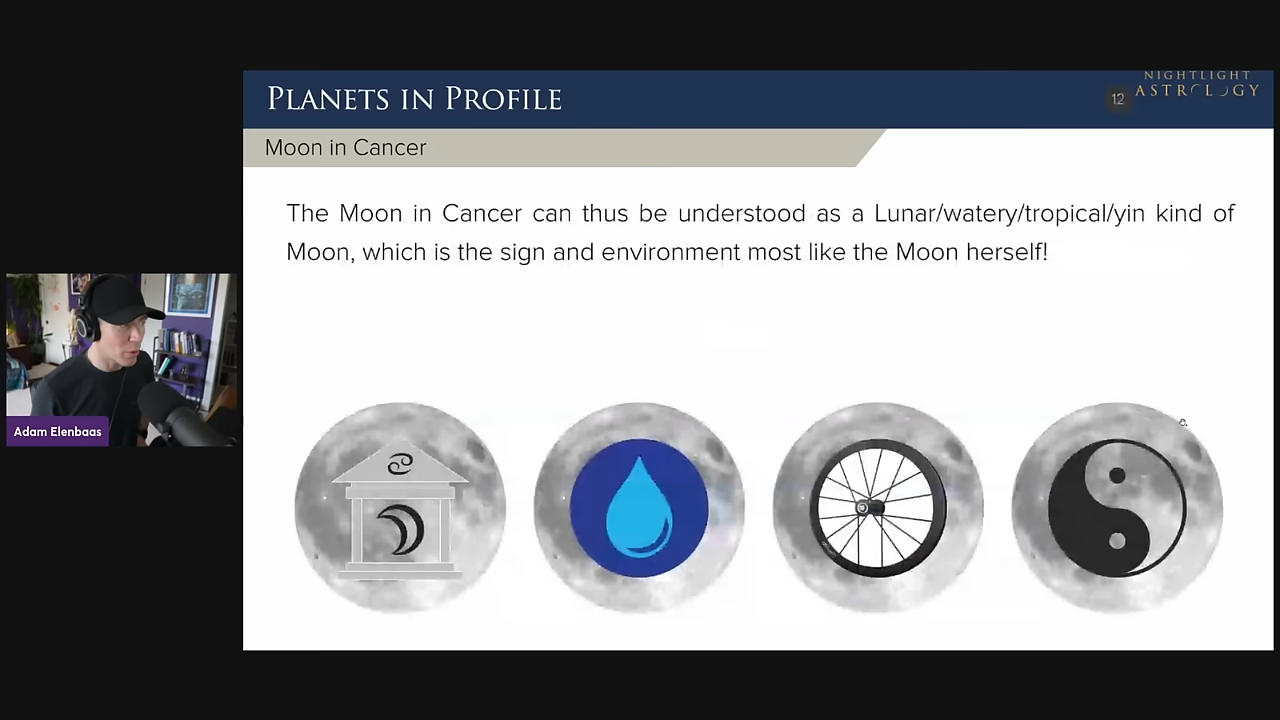 PLANETS IN PROFILE
12
NIGHTLIGHT
ASTROLOGY
Moon in Cancer
The Moon in Cancer can thus be understood as a Lunar/watery/tropical/yin kind of
Moon, which is the sign and environment most like the Moon herself!
Adam Elenbaas